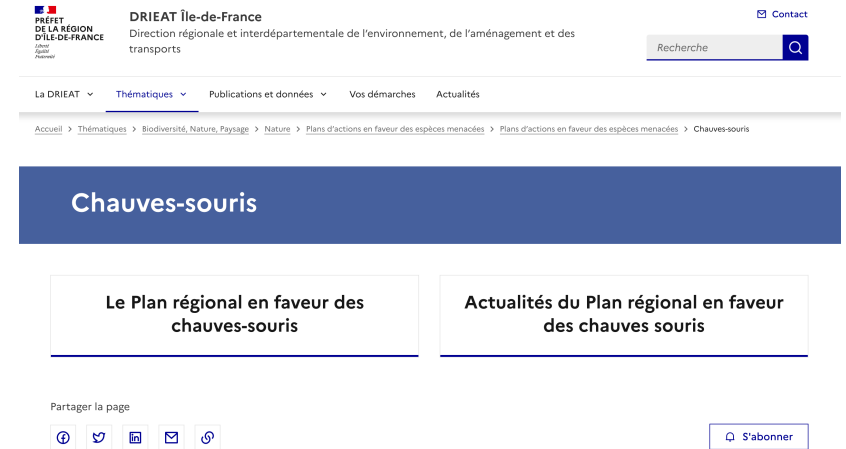 PRÉFET
DE LA RÉGION
D'ÎLE-DE-FRANCE
Liberté
Égalité
Fraternité
DRIEAT Île-de-France
Direction régionale et interdépartementale de l'environnement, de l'aménagement et des
transports
Contact
Recherche
La DRIEAT Thématiques Publications et données Vos démarches Actualités
Accueil > Thématiques > Biodiversité, Nature, Paysage > Nature > Plans d'actions en faveur des espèces menacées > Plans d'actions en faveur des espèces menacées > Chauves-souris
Chauves-souris
Le Plan régional en faveur des
chauves-souris
Actualités du Plan régional en faveur
des chauves souris
Partager la page
S'abonner